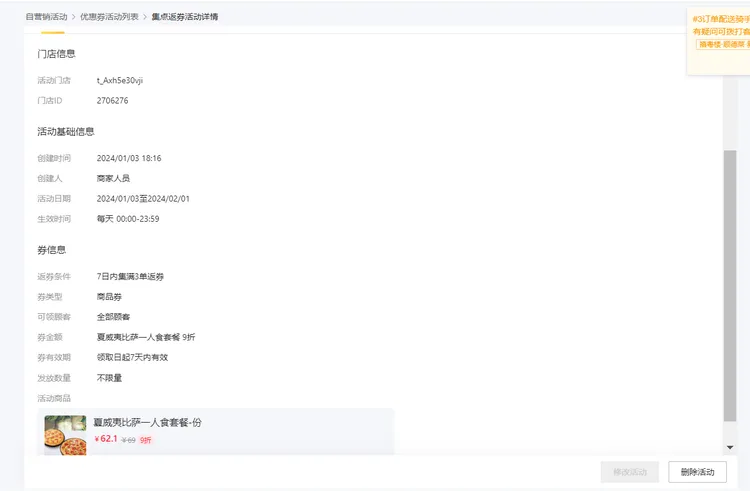 自营销活动 > 优惠券活动列表 > 集点返券活动详情
#3订单配送骑手
有疑问可拨打客
门店信息
活动门店 t_Axh5e30vji
门店ID 2706276
活动基础信息
创建时间 2024/01/03 18:16
创建人 商家人员
活动日期 2024/01/03至2024/02/01
生效时间 每天 00:00-23:59
券信息
返券条件 7日内集满3单返券
券类型 商品券
可领顾客 全部顾客
券金额 夏威夷比萨一人食套餐 9折
券有效期 领取日起7天内有效
发放数量 不限量
活动商品
夏威夷比萨一人食套餐-份
¥62.1 ¥69 9折
修改活动 删除活动